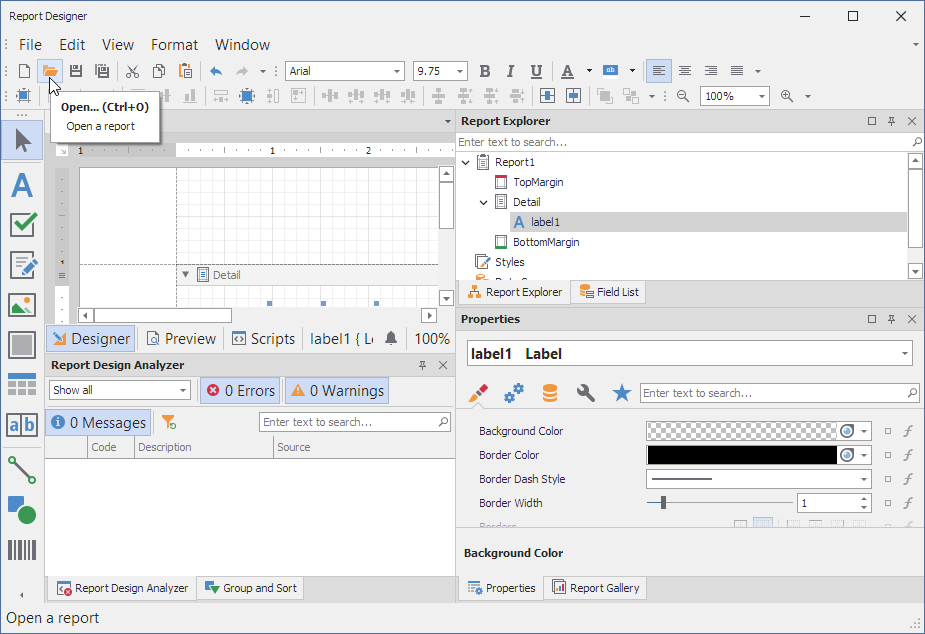 Report Designer
File Edit View Format Window
Arial 9.75 B I U A ab 100%
Open... (Ctrl+O)
Open a report
1 1 2
Detail
1
A
a b
Designer Preview Scripts label1 { L 100%
Report Design Analyzer
Show all 0 Errors 0 Warnings
0 Messages Enter text to search...
Code Description Source
Report Design Analyzer Group and Sort
Report Explorer
Enter text to search...
Report1
TopMargin
Detail
A label1
BottomMargin
Styles
Report Explorer Field List
Properties
label1 Label
Enter text to search...
Background Color f
Border Color f
Border Dash Style f
Border Width 1 f
Borders
Background Color
Properties Report Gallery
Open a report